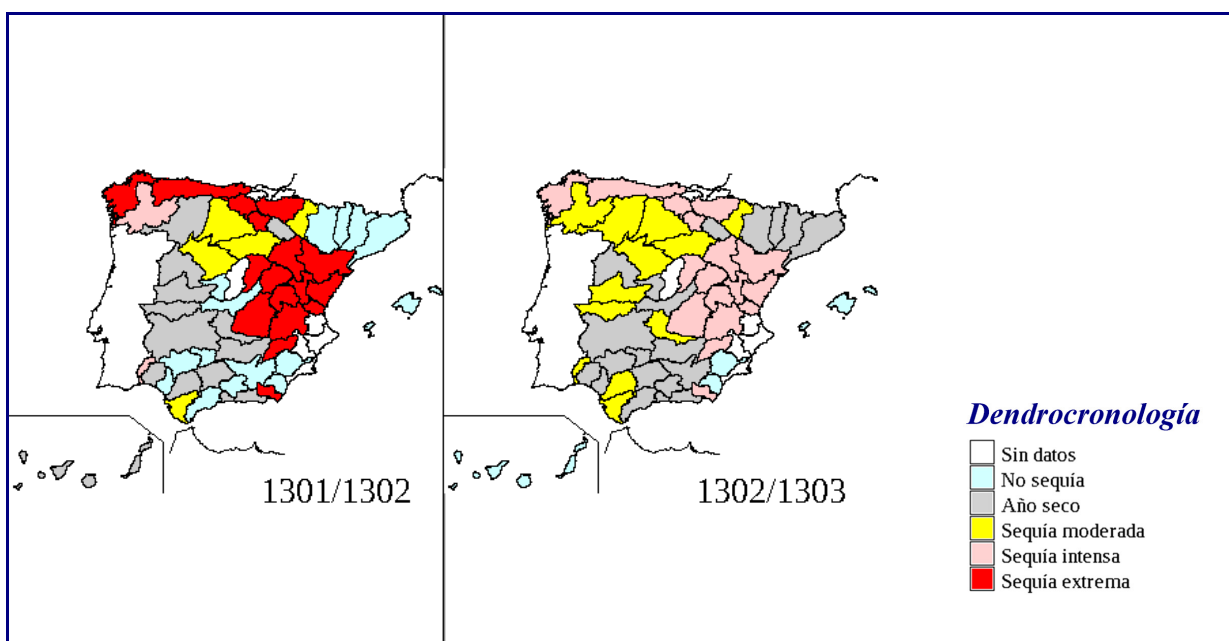 1301/1302
1302/1303
Dendrocronología
Sin datos
No sequía
Año seco
Sequía moderada
Sequía intensa
Sequía extrema